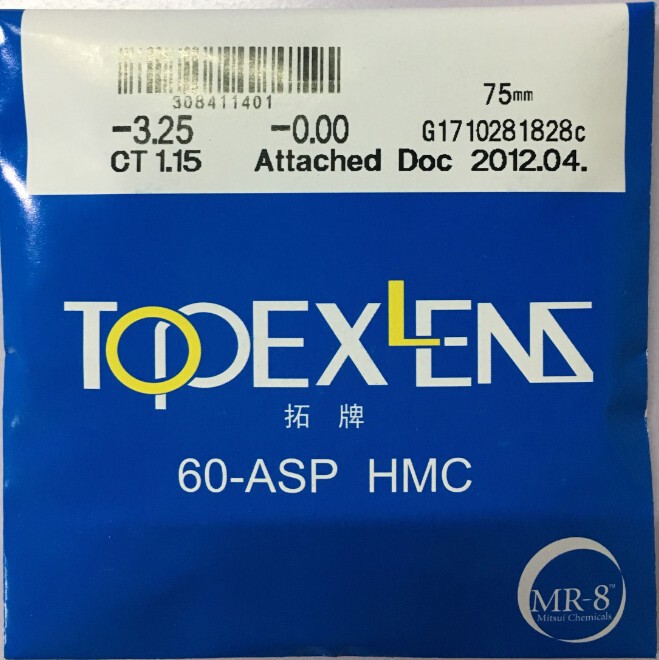 308411401
75mm
-3.25 -0.00 G1710281828c
CT 1.15 Attached Doc 2012.04.
TOPEXLENS
拓牌
60-ASP HMC
MR-8™
Mitsui Chemicals